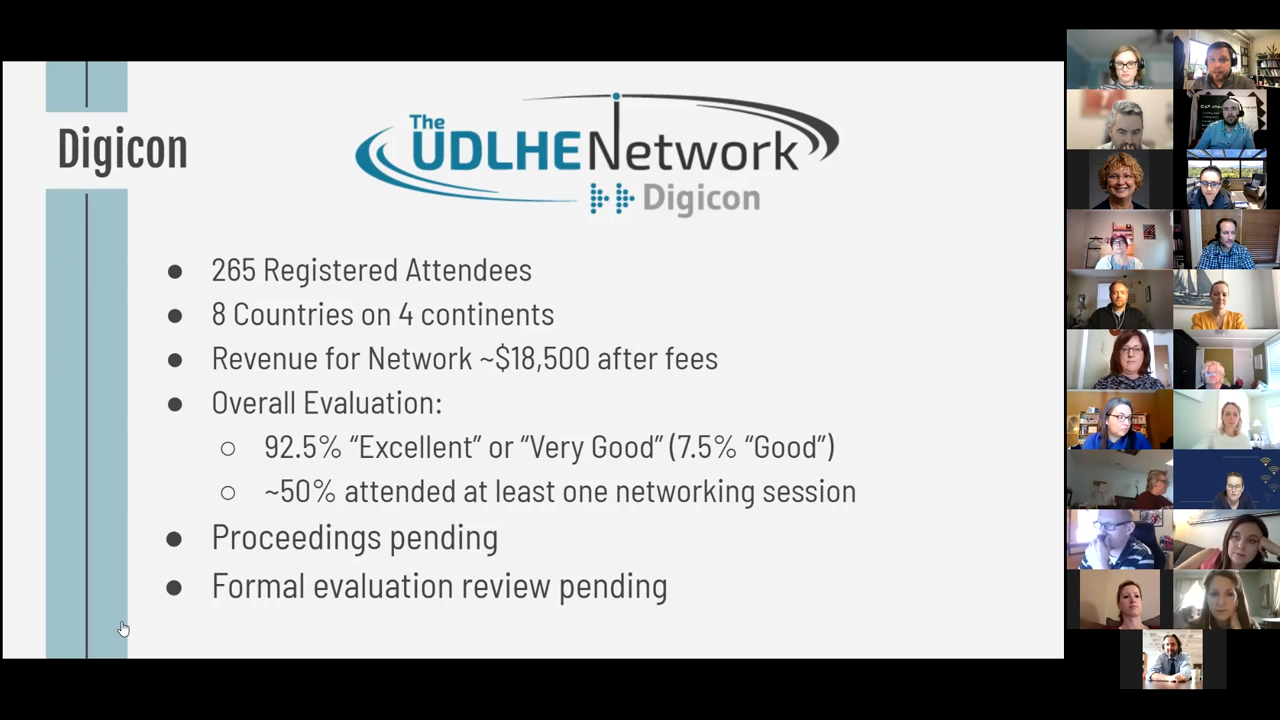 Digicon
The
UDLHE Network
Digicon
● 265 Registered Attendees
● 8 Countries on 4 continents
● Revenue for Network ~$18,500 after fees
● Overall Evaluation:
○ 92.5% “Excellent” or “Very Good” (7.5% “Good”)
○ ~50% attended at least one networking session
● Proceedings pending
● Formal evaluation review pending